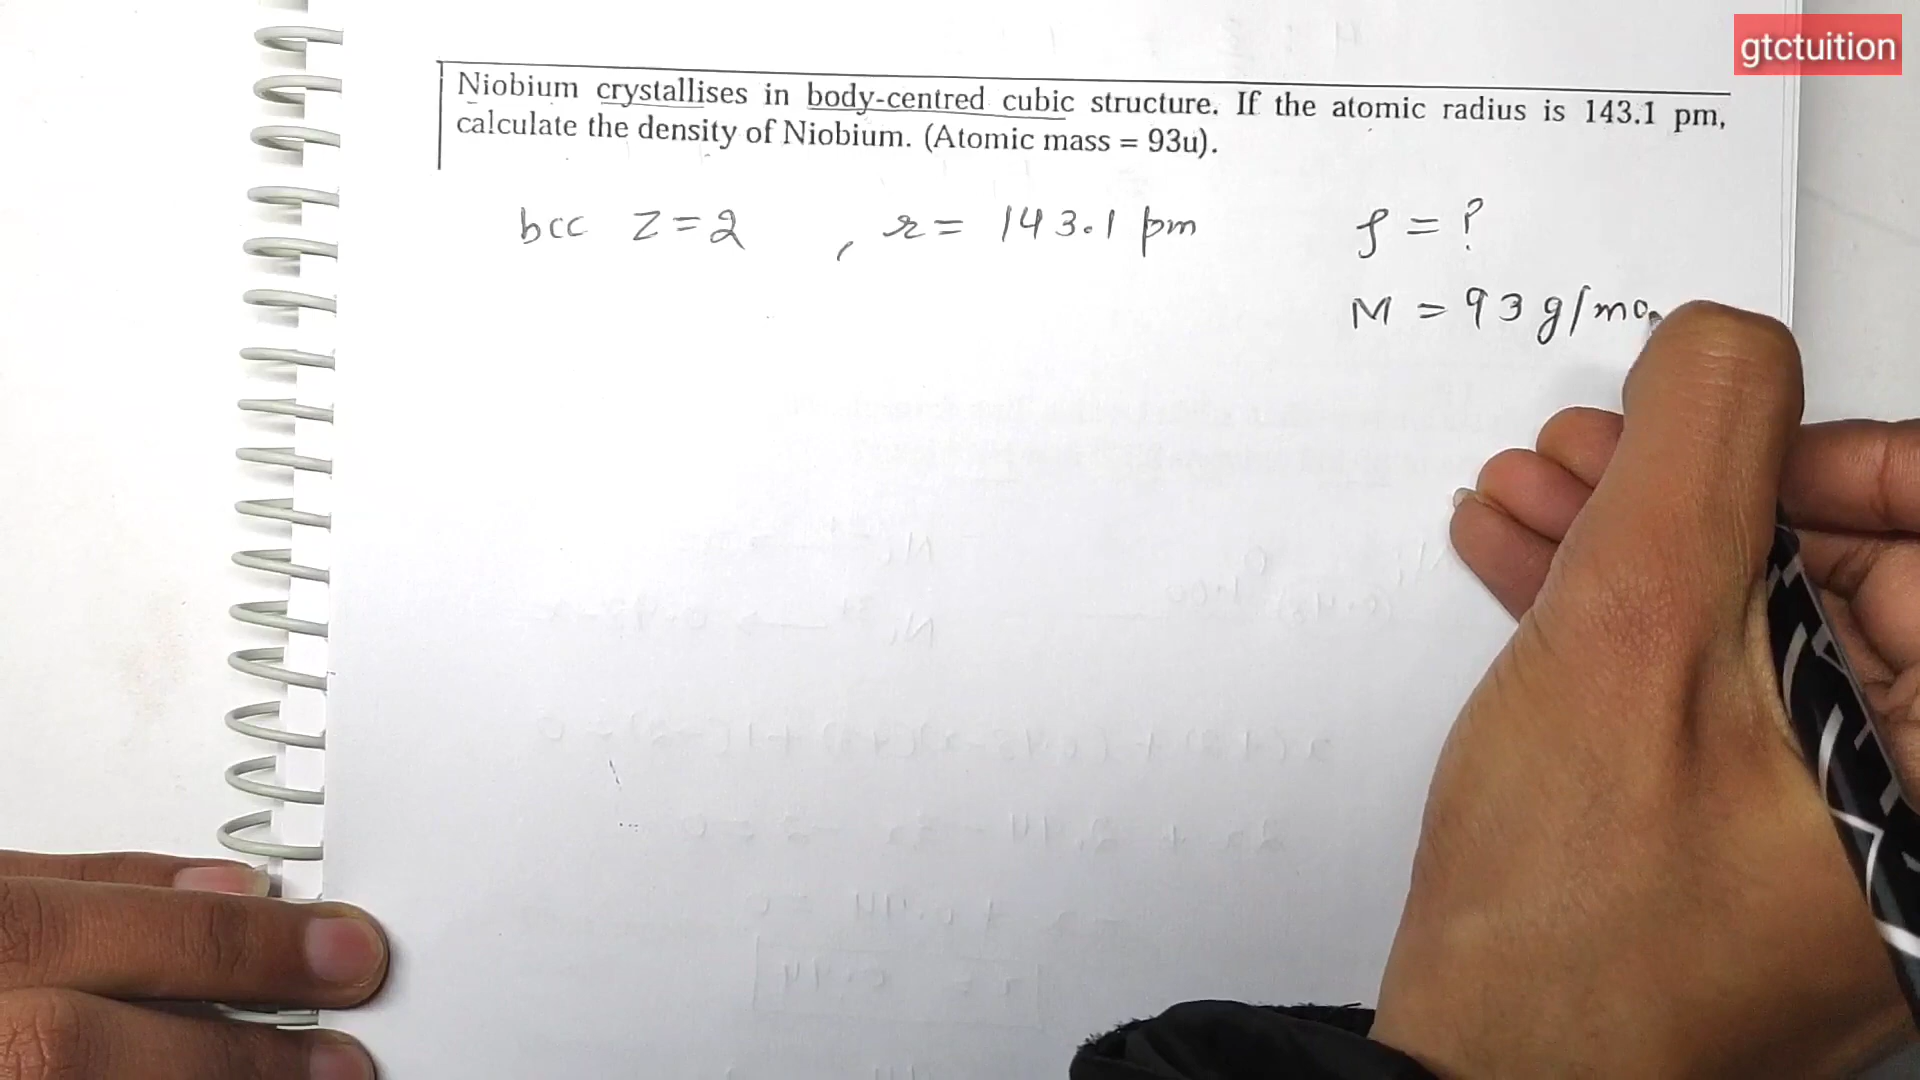 gtctuition
Niobium crystallises in body-centred cubic structure. If the atomic radius is 143.1 pm,
calculate the density of Niobium. (Atomic mass = 93u).
bcc Z=2 , r = 143.1 pm ρ = ?
M = 93 g/mo